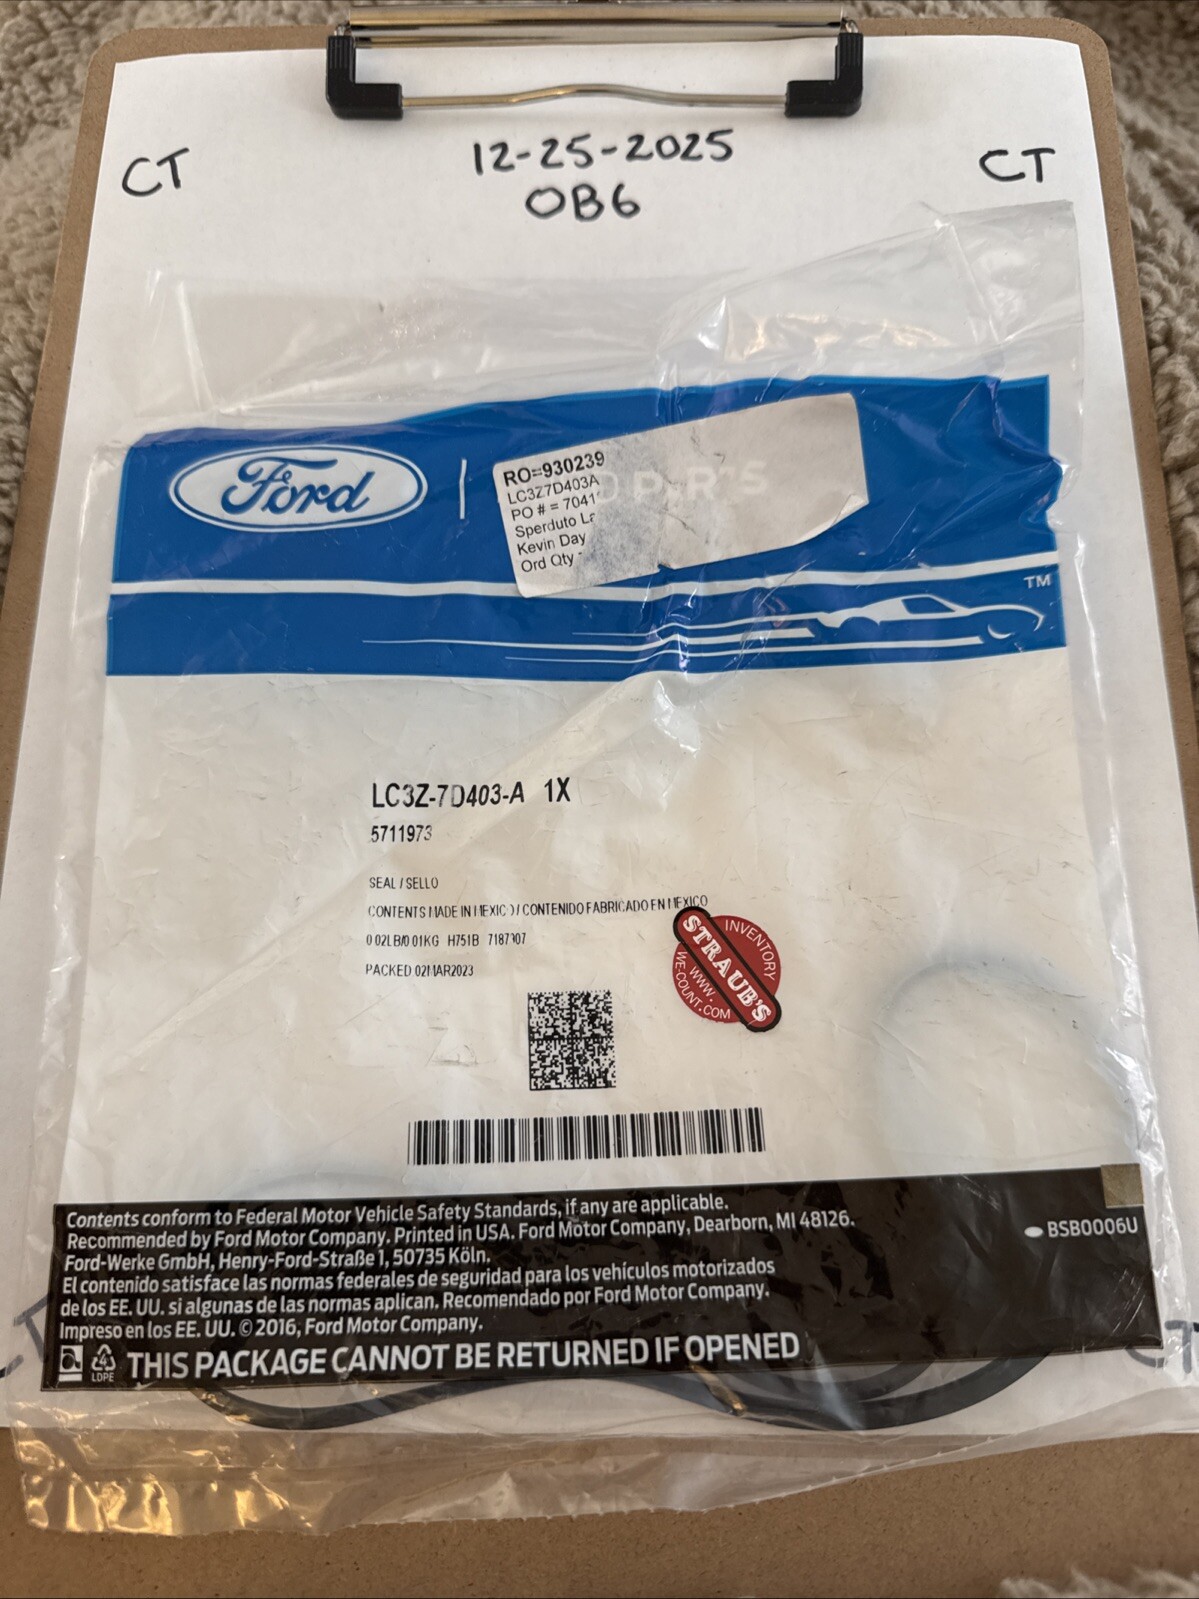 12-25-2025
CT
CT
OB6
Ford
PARTS
RO=930239
LC3Z7D403A
PO # = 7041
Sperduto
Kevin Day
Ord Qty
TM
LC3Z-7D403-A 1X
5711973
SEAL / SELLO
CONTENTS MADE IN MEXICO / CONTENIDO FABRICADO EN MEXICO
0 02LB/0 01KG H751B
PACKED 02MAR2023
INVENTORY
STRAUB'S
WWW.
WE-COUNT.COM
Contents conform to Federal Motor Vehicle Safety Standards, if any are applicable.
Recommended by Ford Motor Company. Printed in USA. Ford Motor Company, Dearborn, MI 48126.
Ford-Werke GmbH, Henry-Ford-Straße 1, 50735 Köln.
El contenido satisface las normas federales de seguridad para los vehículos motorizados
de los EE. UU. si algunas de las normas aplican. Recomendado por Ford Motor Company.
Impreso en los EE. UU. © 2016, Ford Motor Company.
BSB0006U
4
LDPE
THIS PACKAGE CANNOT BE RETURNED IF OPENED
CT